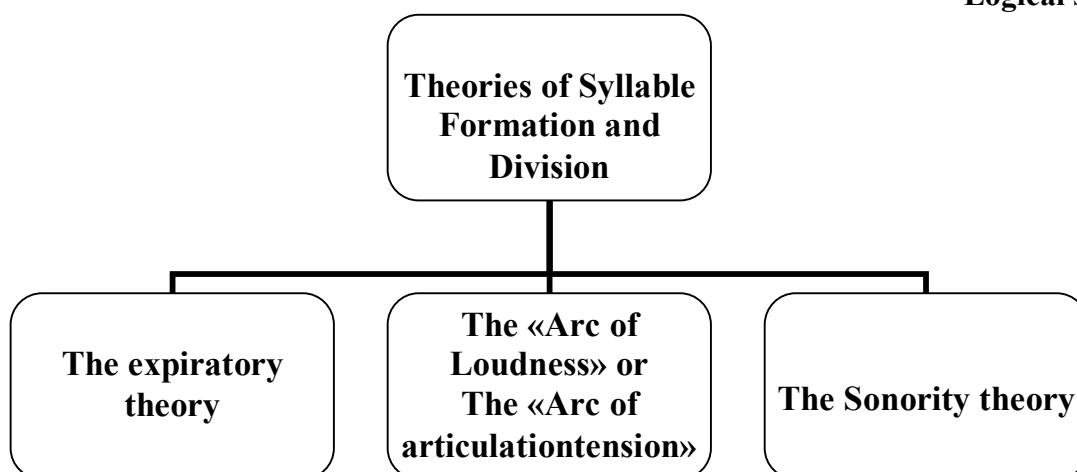 Logical s
Theories of Syllable
Formation and
Division
The expiratory
theory
The «Arc of
Loudness» or
The «Arc of
articulationtension»
The Sonority theory